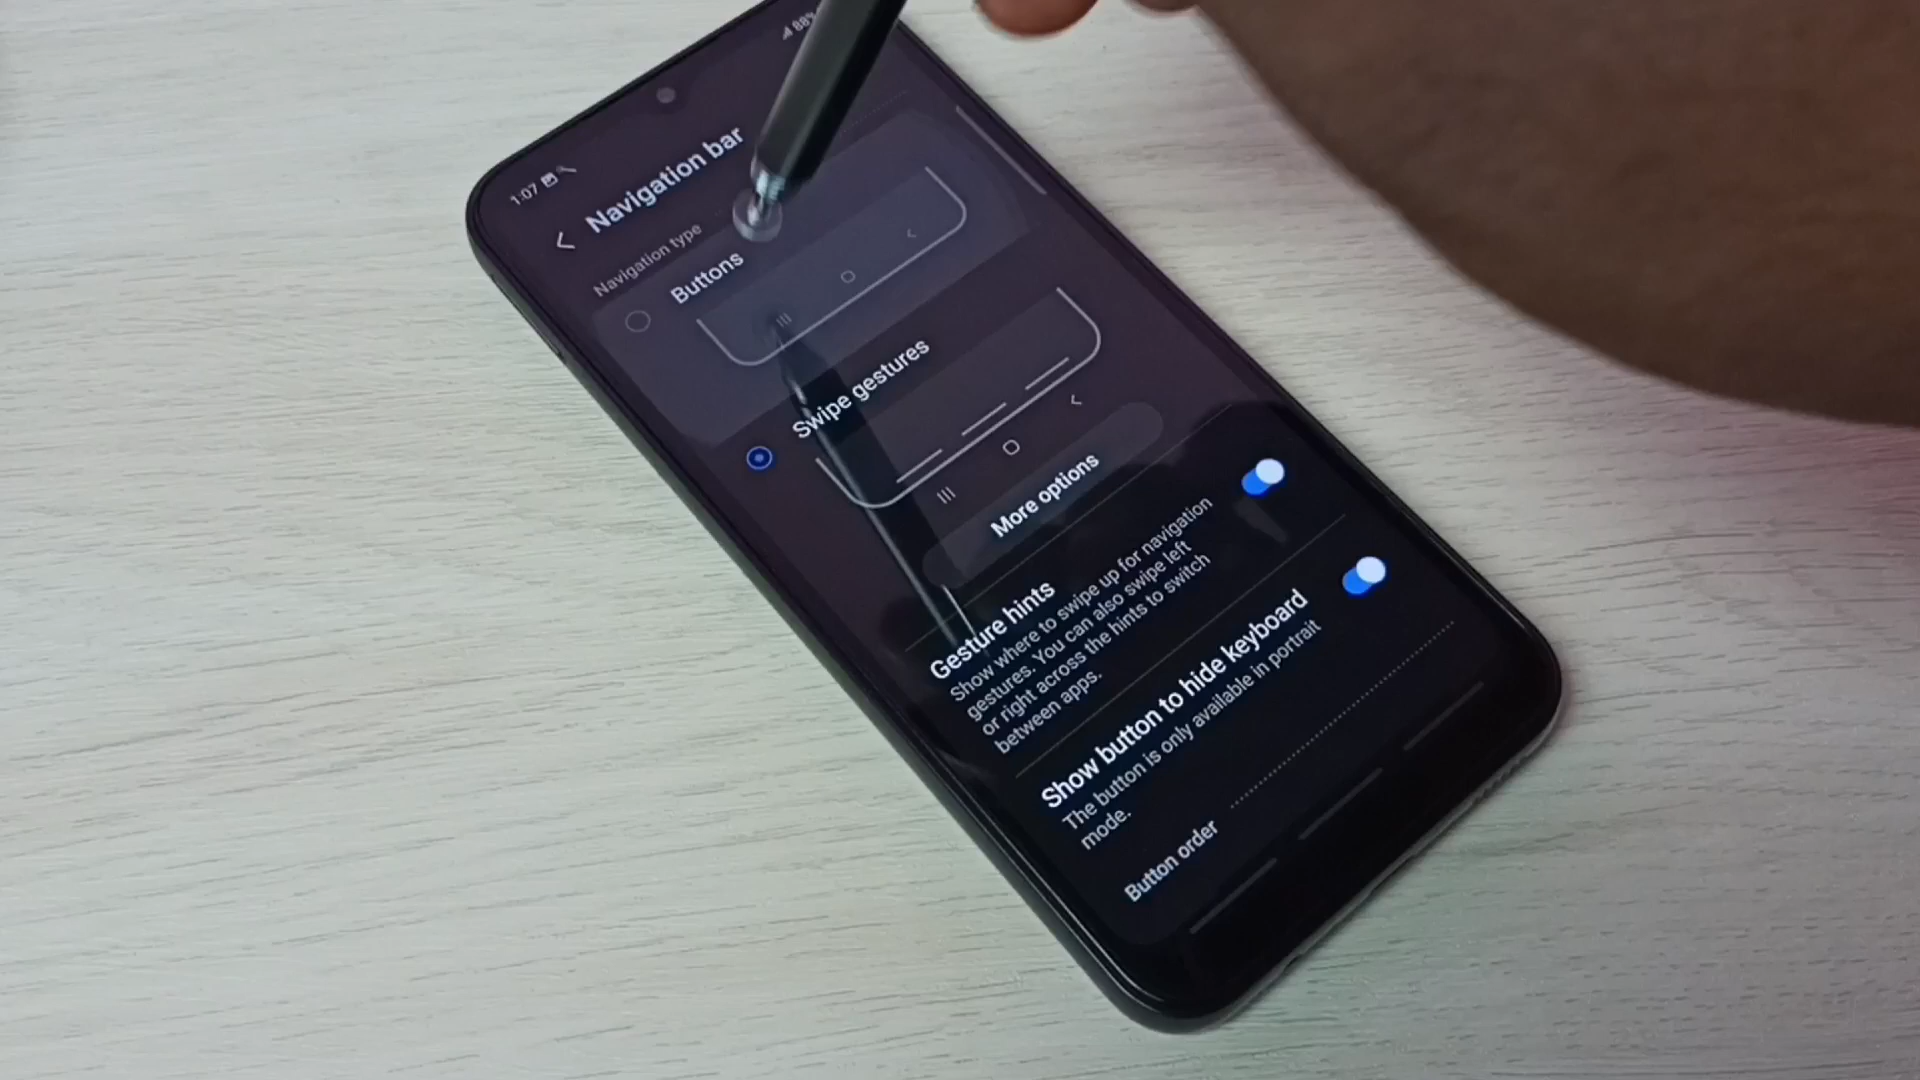 1:07
88%
Navigation bar
Navigation type
Buttons
Swipe gestures
More options
Gesture hints
Show where to swipe up for navigation
gestures. You can also swipe left
or right across the hints to switch
between apps.
Show button to hide keyboard
The button is only available in portrait
mode.
Button order